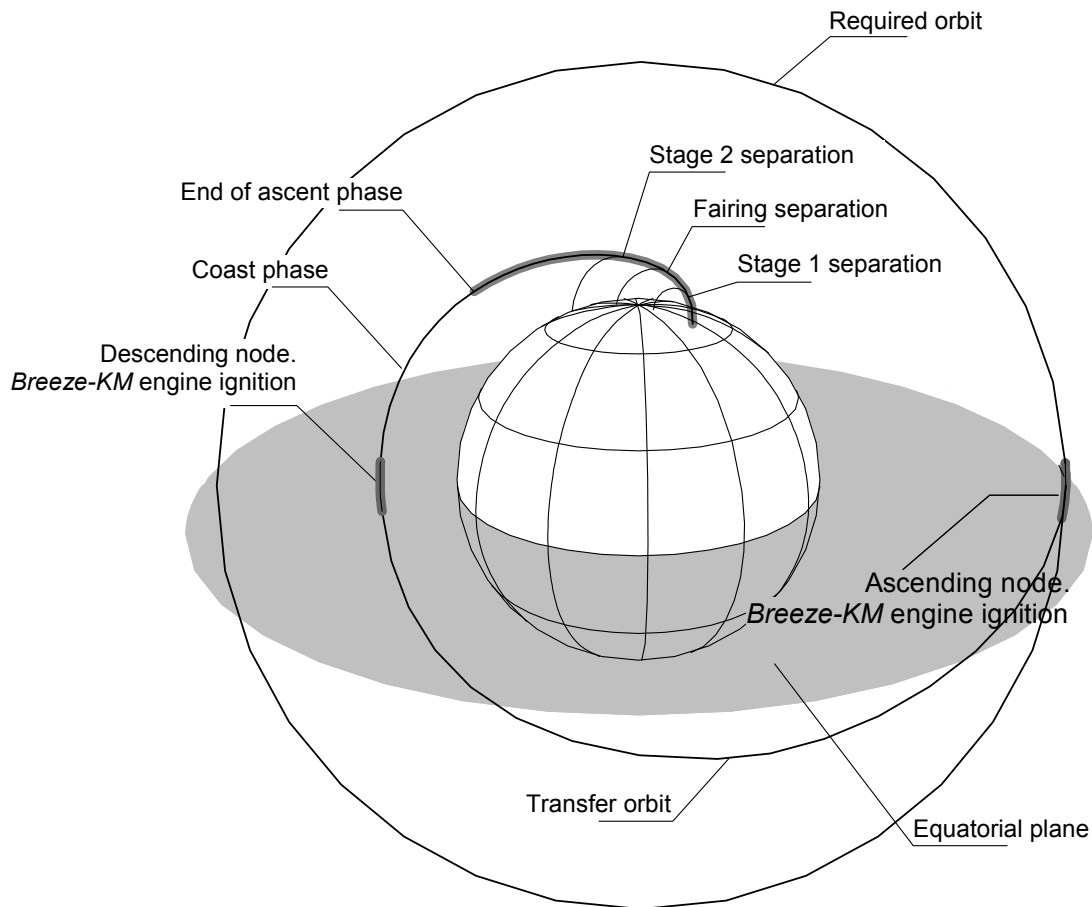 Required orbit
Stage 2 separation
End of ascent phase
Fairing separation
Coast phase
Stage 1 separation
Descending node.
Breeze-KM engine ignition
Ascending node.
Breeze-KM engine ignition
Transfer orbit
Equatorial plane